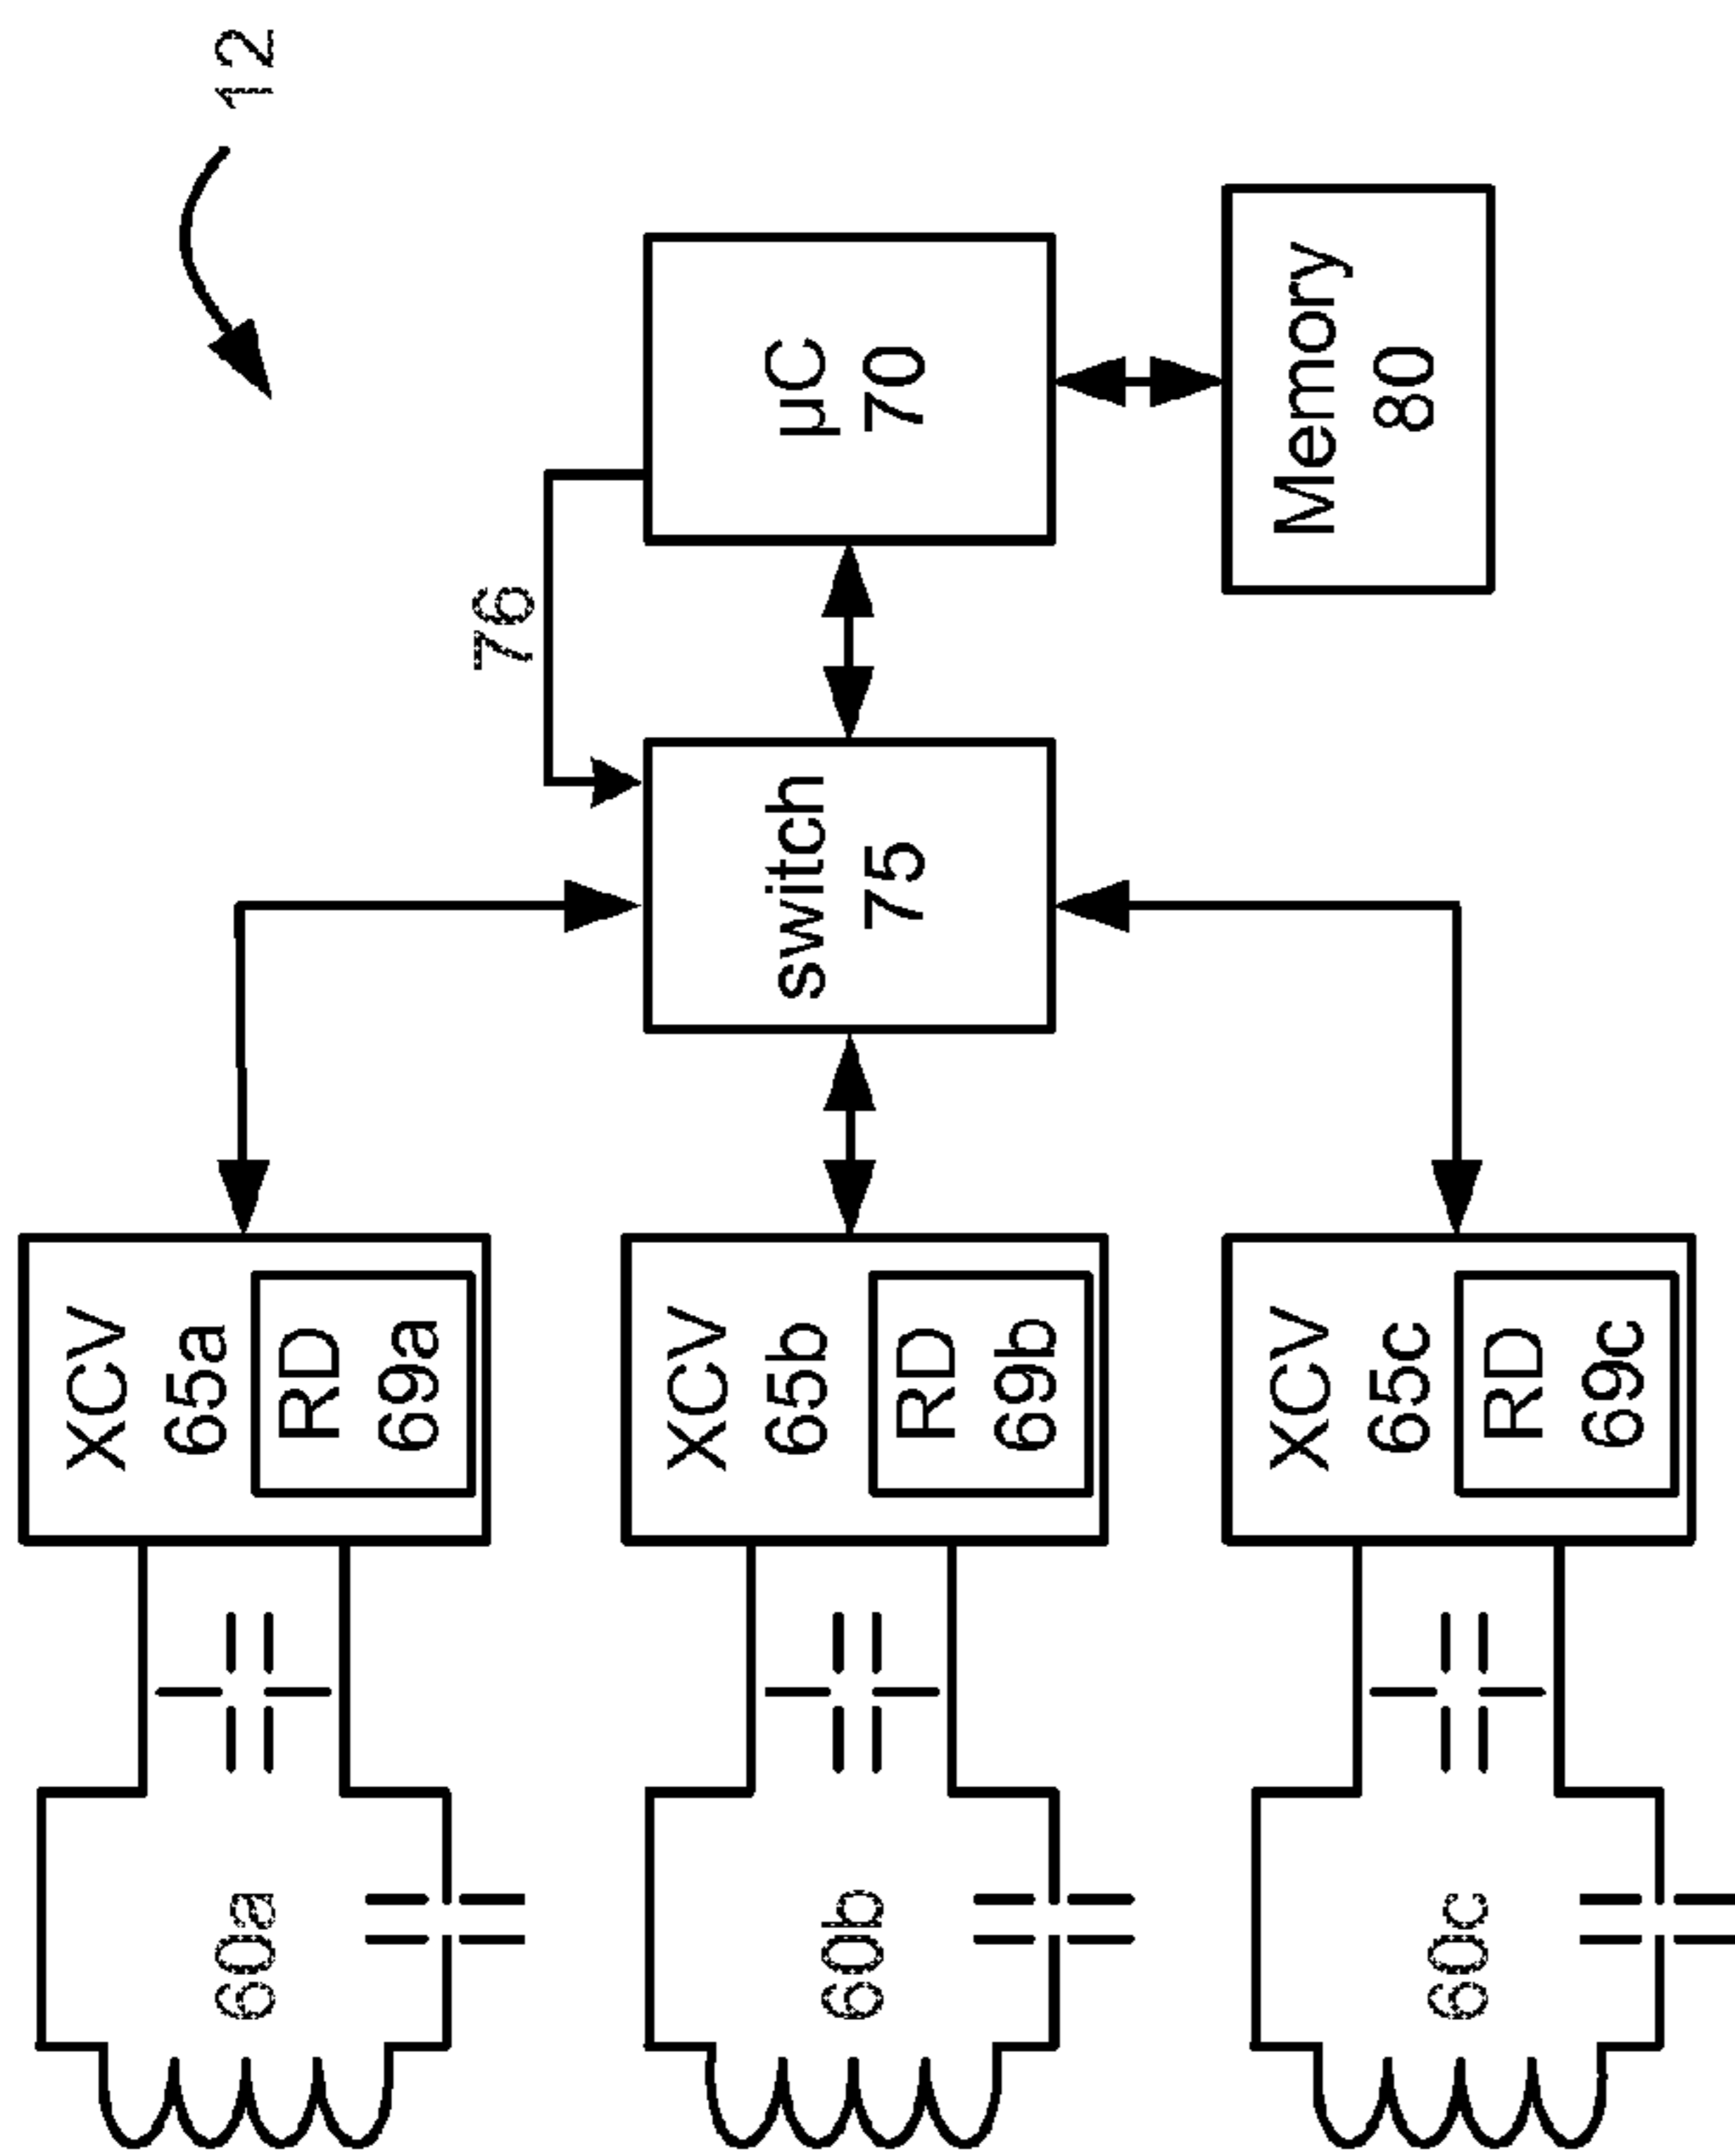 12
60a
XCV
65a
RD
69a
76
60b
XCV
65b
RD
69b
switch
75
µC
70
60c
XCV
65c
RD
69c
Memory
80